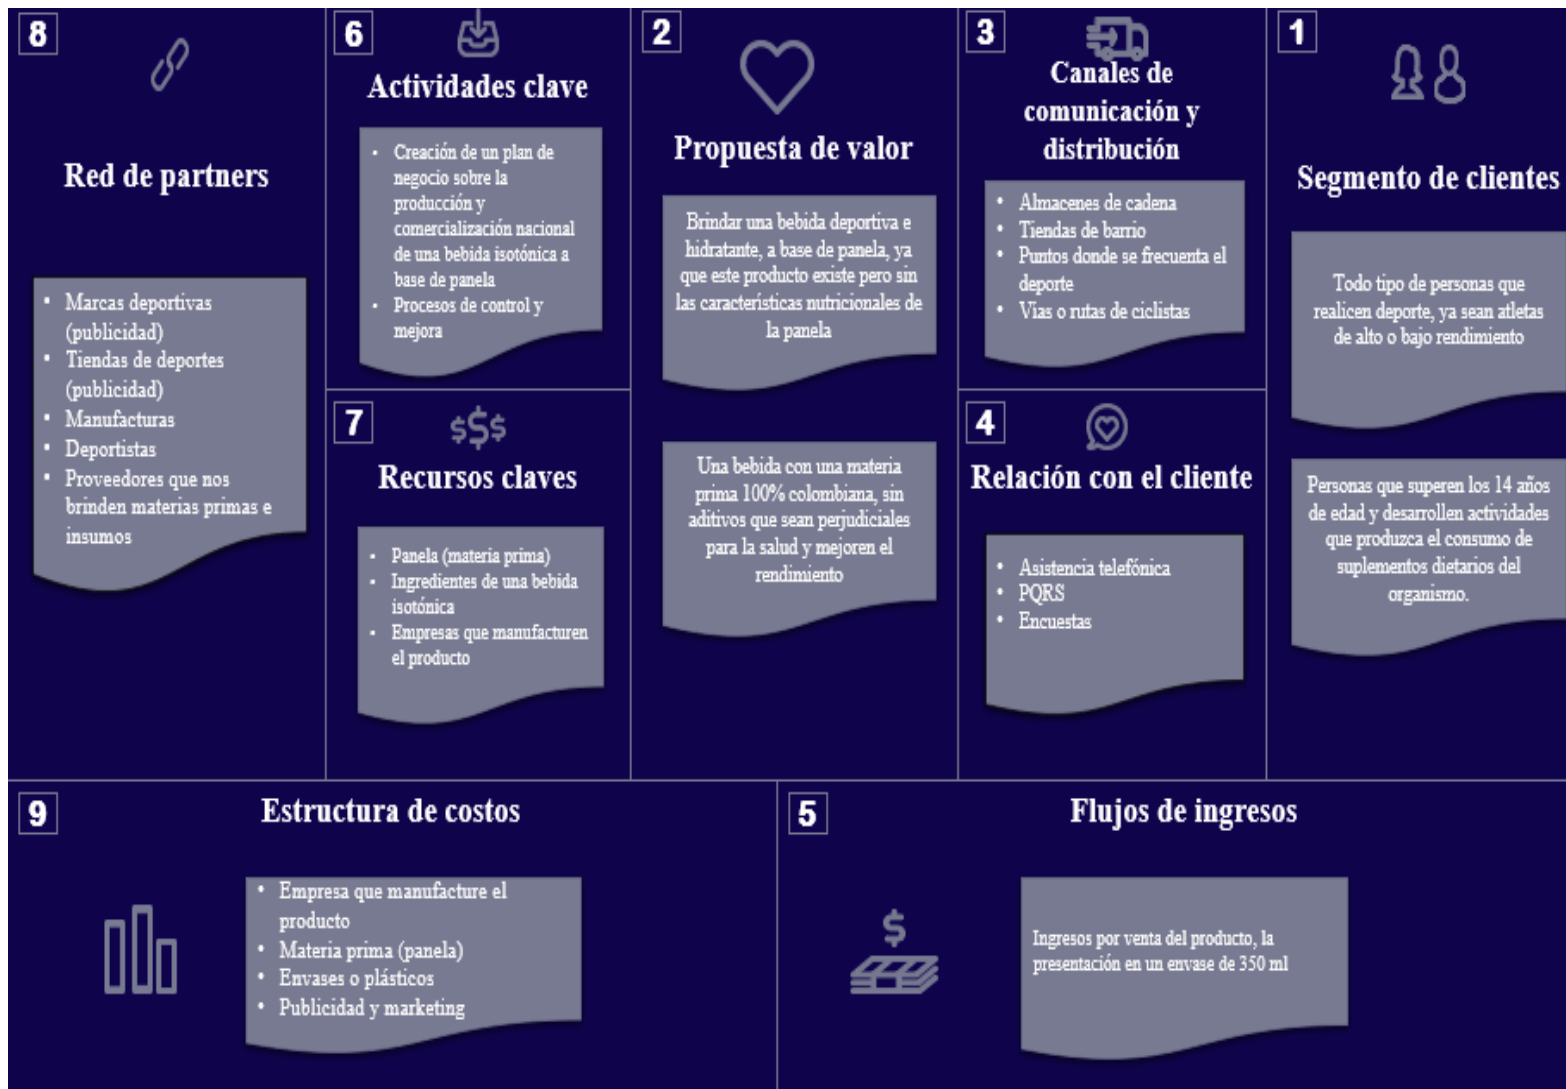 8
Red de partners
• Marcas deportivas
(publicidad)
• Tiendas de deportes
(publicidad)
• Manufacturas
• Deportistas
• Proveedores que nos
brinden materias primas e
insumos
6
Actividades clave
• Creación de un plan de
negocio sobre la
producción y
comercialización nacional
de una bebida isotónica a
base de panela
• Procesos de control y
mejora
7
$$$
Recursos claves
• Panela (materia prima)
• Ingredientes de una bebida
isotónica
• Empresas que manufacturen
el producto
2
Propuesta de valor
Brindar una bebida deportiva e
hidratante, a base de panela, ya
que este producto existe pero sin
las características nutricionales de
la panela
Una bebida con una materia
prima 100% colombiana, sin
aditivos que sean perjudiciales
para la salud y mejoren el
rendimiento
3
Canales de
comunicación y
distribución
• Almacenes de cadena
• Tiendas de barrio
• Puntos donde se frecuenta el
deporte
• Vias o rutas de ciclistas
4
Relación con el cliente
• Asistencia telefónica
• PQRS
• Encuestas
1
Segmento de clientes
Todo tipo de personas que
realicen deporte, ya sean atletas
de alto o bajo rendimiento
Personas que superen los 14 años
de edad y desarrollen actividades
que produzca el consumo de
suplementos dietarios del
organismo.
9
Estructura de costos
• Empresa que manufacture el
producto
• Materia prima (panela)
• Envases o plásticos
• Publicidad y marketing
5
Flujos de ingresos
$
Ingresos por venta del producto, la
presentación en un envase de 350 ml